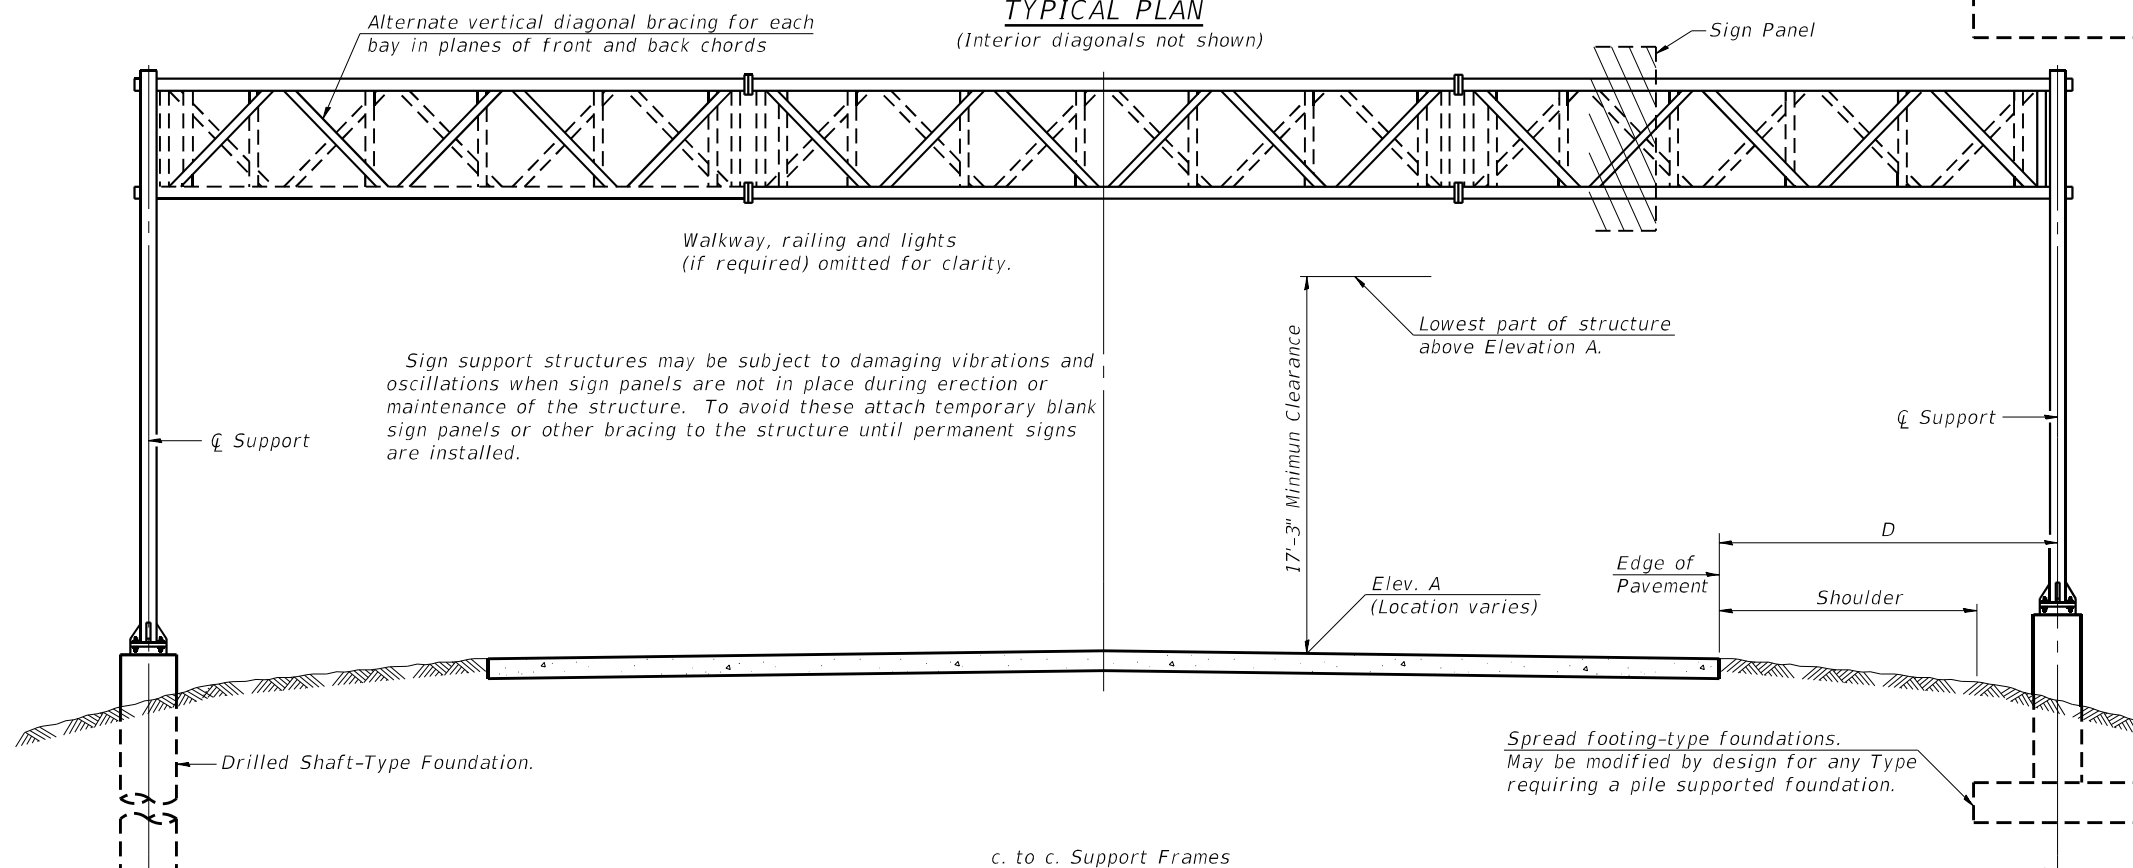 TYPICAL PLAN
(Interior diagonals not shown)
Alternate vertical diagonal bracing for each
bay in planes of front and back chords
Sign Panel
Walkway, railing and lights
(if required) omitted for clarity.
Lowest part of structure
above Elevation A.
17'-3" Minimun Clearance
Sign support structures may be subject to damaging vibrations and
oscillations when sign panels are not in place during erection or
maintenance of the structure. To avoid these attach temporary blank
sign panels or other bracing to the structure until permanent signs
are installed.
℄ Support
℄ Support
D
Edge of
Pavement
Shoulder
Elev. A
(Location varies)
Drilled Shaft-Type Foundation.
Spread footing-type foundations.
May be modified by design for any Type
requiring a pile supported foundation.
c. to c. Support Frames